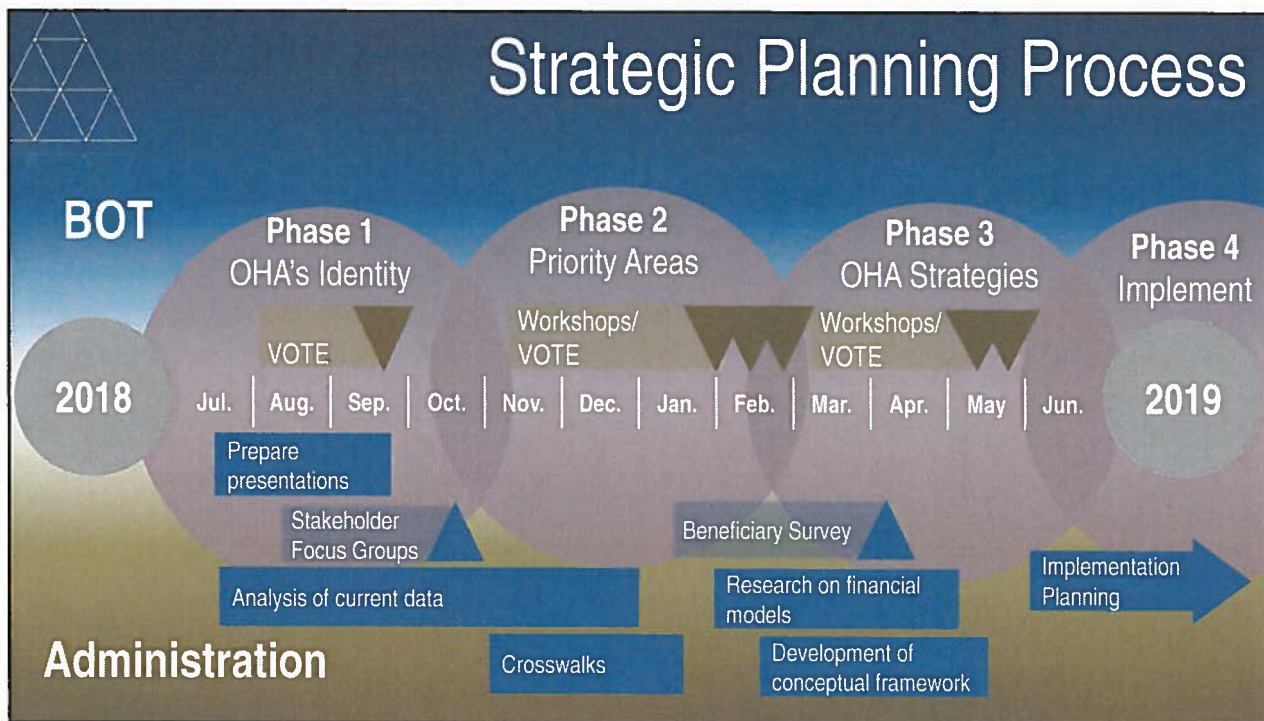 Strategic Planning Process
BOT
Phase 1
OHA's Identity
Phase 2
Priority Areas
Phase 3
OHA Strategies
Phase 4
Implement
VOTE
Workshops/
VOTE
Workshops/
VOTE
2018
Jul. Aug. Sep. Oct. Nov. Dec. Jan. Feb. Mar. Apr. May Jun.
2019
Prepare
presentations
Stakeholder
Focus Groups
Beneficiary Survey
Analysis of current data
Research on financial
models
Implementation
Planning
Administration
Crosswalks
Development of
conceptual framework